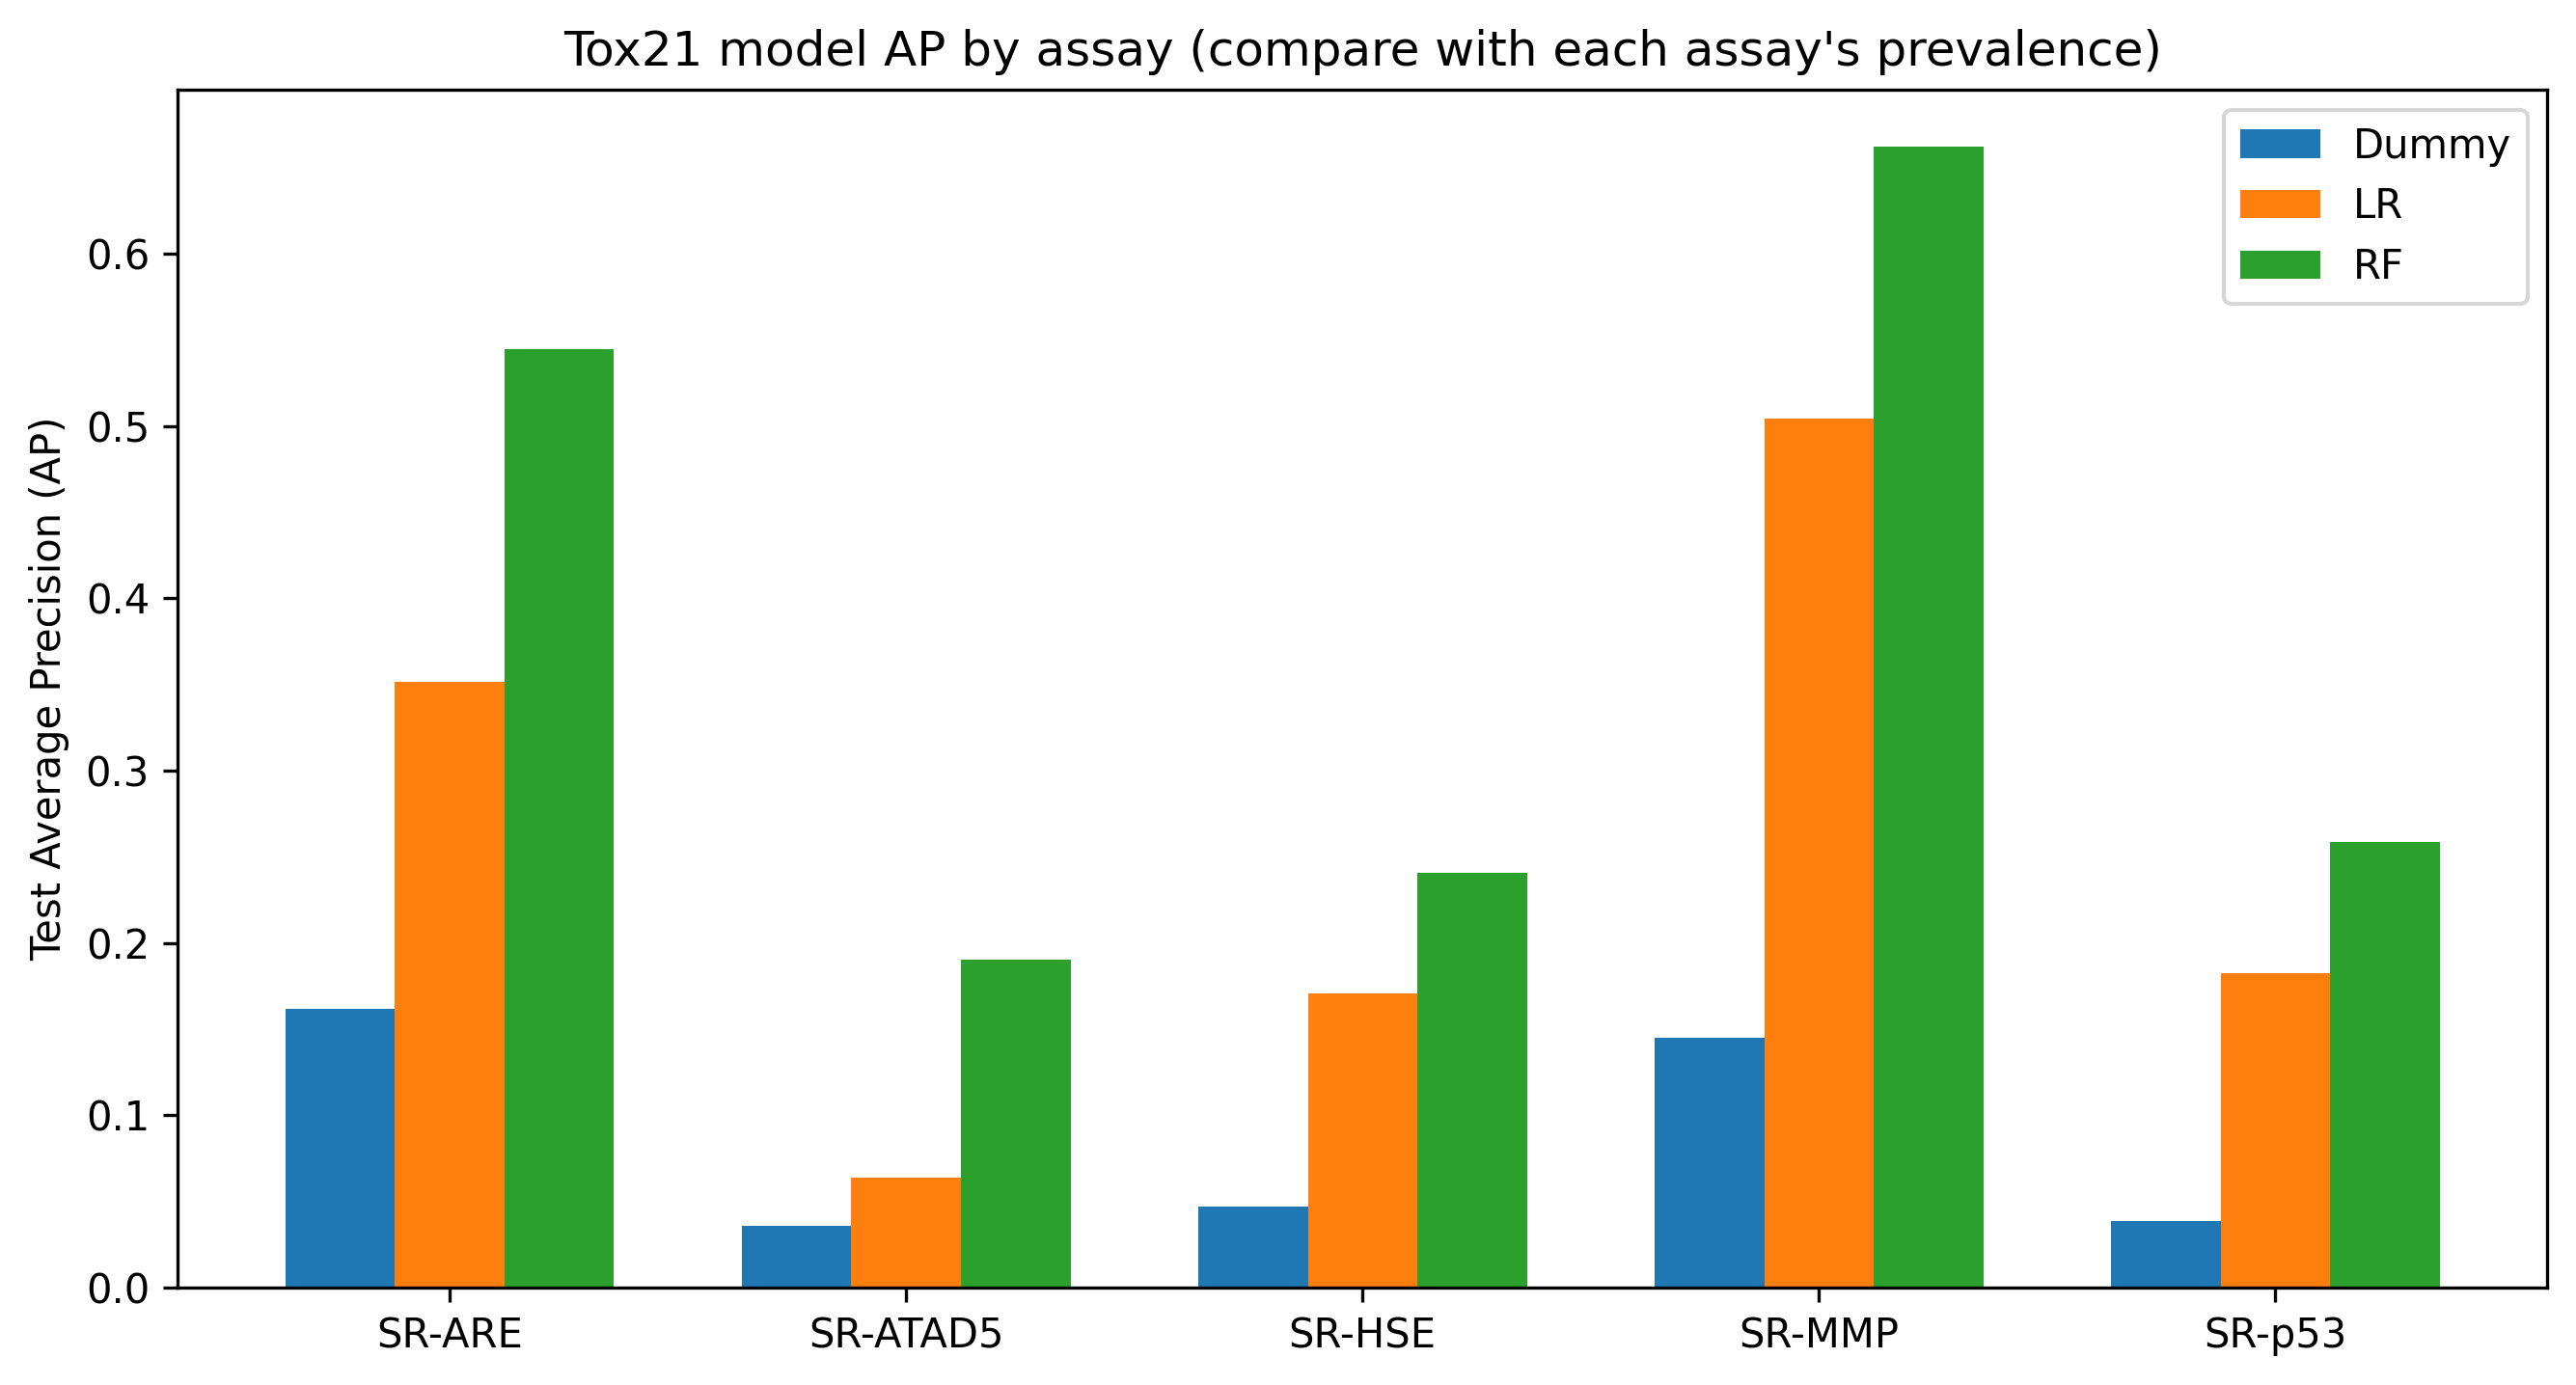 Tox21 model AP by assay (compare with each assay's prevalence)
Dummy
LR
RF
Test Average Precision (AP)
0.6
0.5
0.4
0.3
0.2
0.1
0.0
SR-ARE
SR-ATAD5
SR-HSE
SR-MMP
SR-p53